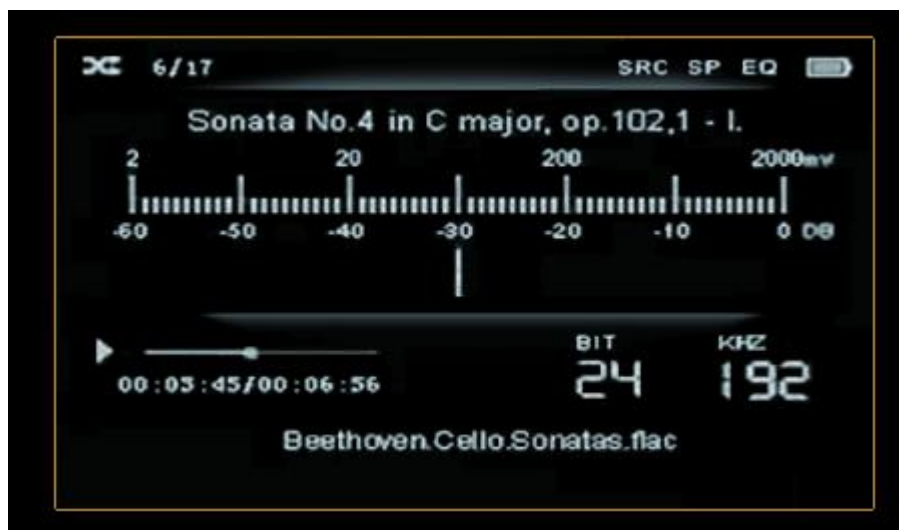 6/17 SRC SP EQ
Sonata No.4 in C major, op.102,1 - I.
2 20 200 2000mv
-60 -50 -40 -30 -20 -10 0 DB
BIT KHZ
24 192
00:03:45/00:06:56
Beethoven.Cello.Sonatas.flac